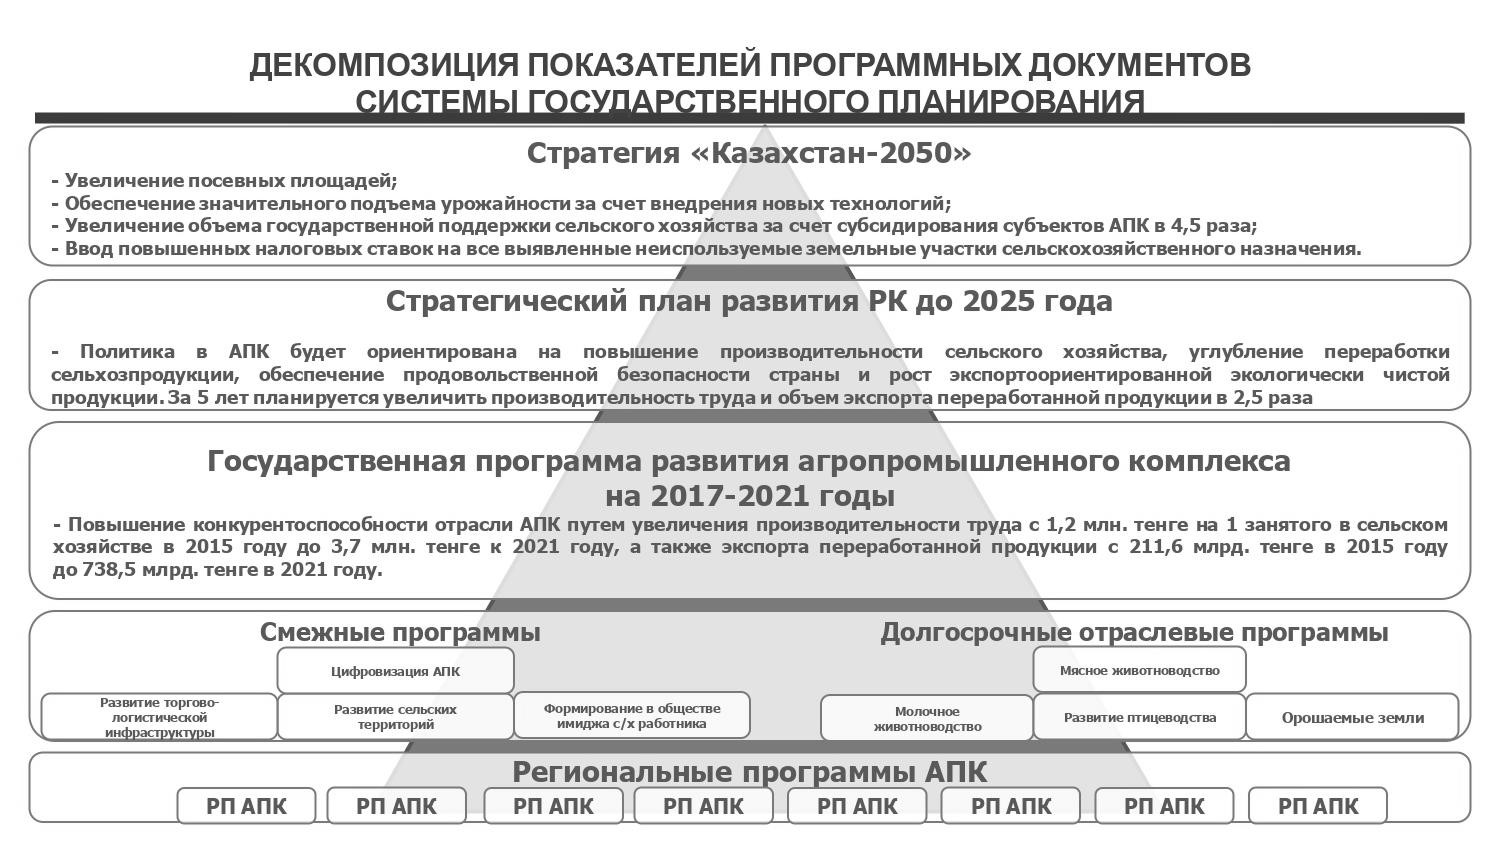 ДЕКОМПОЗИЦИЯ ПОКАЗАТЕЛЕЙ ПРОГРАММНЫХ ДОКУМЕНТОВ
СИСТЕМЫ ГОСУДАРСТВЕННОГО ПЛАНИРОВАНИЯ
Стратегия «Казахстан-2050»
- Увеличение посевных площадей;
- Обеспечение значительного подъема урожайности за счет внедрения новых технологий;
- Увеличение объема государственной поддержки сельского хозяйства за счет субсидирования субъектов АПК в 4,5 раза;
- Ввод повышенных налоговых ставок на все выявленные неиспользуемые земельные участки сельскохозяйственного назначения.
Стратегический план развития РК до 2025 года
- Политика в АПК будет ориентирована на повышение производительности сельского хозяйства, углубление переработки
сельхозпродукции, обеспечение продовольственной безопасности страны и рост экспортоориентированной экологически чистой
продукции. За 5 лет планируется увеличить производительность труда и объем экспорта переработанной продукции в 2,5 раза
Государственная программа развития агропромышленного комплекса
на 2017-2021 годы
- Повышение конкурентоспособности отрасли АПК путем увеличения производительности труда с 1,2 млн. тенге на 1 занятого в сельском
хозяйстве в 2015 году до 3,7 млн. тенге к 2021 году, а также экспорта переработанной продукции с 211,6 млрд. тенге в 2015 году
до 738,5 млрд. тенге в 2021 году.
Смежные программы
Цифровизация АПК
Развитие торгово-
логистической
инфраструктуры
Развитие сельских
территорий
Формирование в обществе
имиджа с/х работника
Долгосрочные отраслевые программы
Мясное животноводство
Молочное
животноводство
Развитие птицеводства
Орошаемые земли
Региональные программы АПК
РП АПК
РП АПК
РП АПК
РП АПК
РП АПК
РП АПК
РП АПК
РП АПК